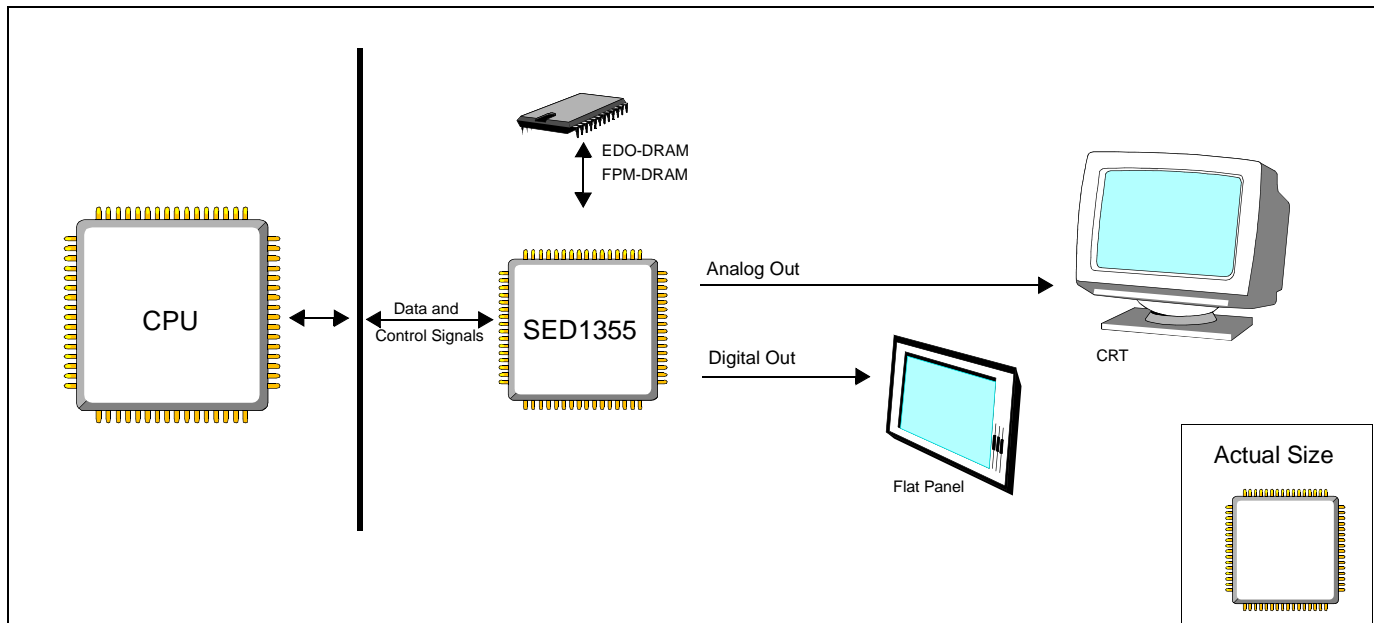 EDO-DRAM
FPM-DRAM
CPU
Data and
Control Signals
SED1355
Analog Out
Digital Out
CRT
Flat Panel
Actual Size